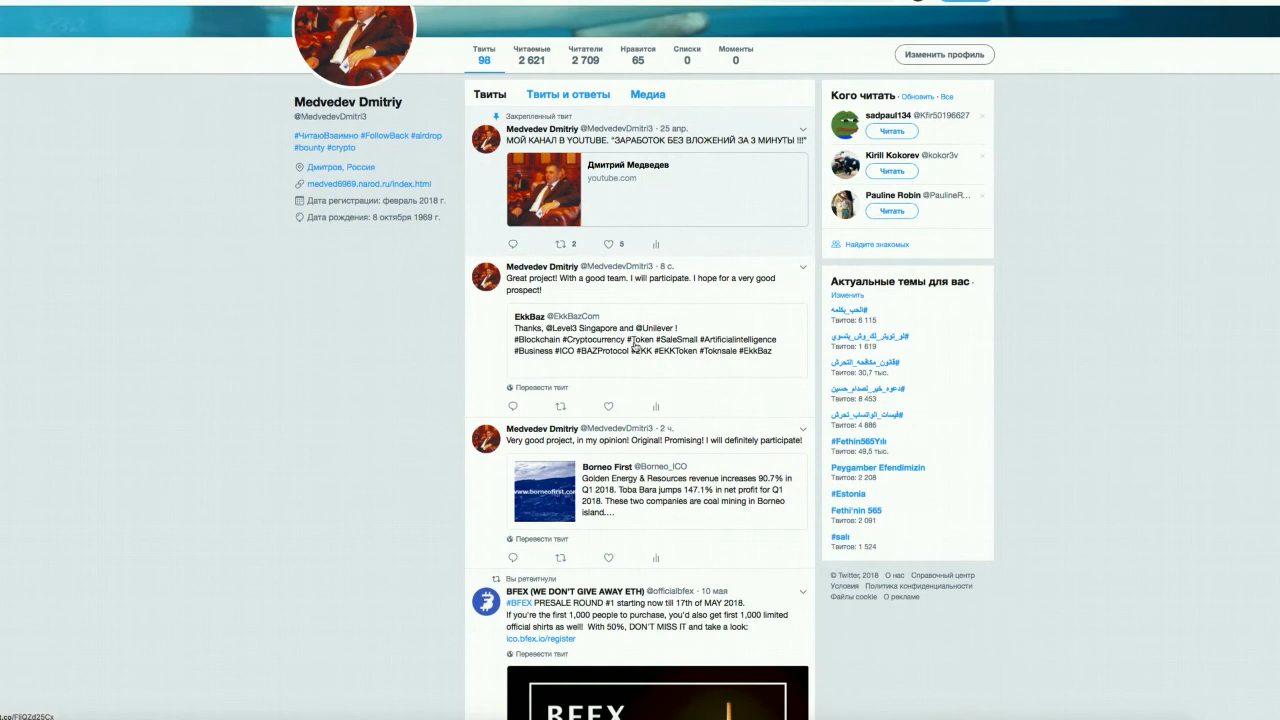 Твиты
98
Читаемые
2 621
Читатели
2 709
Нравится
65
Списки
0
Моменты
0
Изменить профиль
Medvedev Dmitriy
@MedvedevDmitri3
#ЧитаюВзаимно #FollowBack #airdrop
#bounty #crypto
Дмитров, Россия
medved6969.narod.ru/index.html
Дата регистрации: февраль 2018 г.
Дата рождения: 8 октября 1969 г.
Твиты
Твиты и ответы
Медиа
Закрепленный твит
Medvedev Dmitriy @MedvedevDmitri3 · 25 апр.
МОЙ КАНАЛ В YOUTUBE. "ЗАРАБОТОК БЕЗ ВЛОЖЕНИЙ ЗА 3 МИНУТЫ !!!"
Дмитрий Медведев
youtube.com
2
5
Medvedev Dmitriy @MedvedevDmitri3 · 8 с.
Great project! With a good team. I will participate. I hope for a very good
prospect!
EkkBaz @EkkBazCom
Thanks, @Level3 Singapore and @Unilever !
#Blockchain #Cryptocurrency #Token #SaleSmall #Artificialintelligence
#Business #ICO #BAZProtocol #EKK #EKKToken #Toknsale #EkkBaz
Перевести твит
Medvedev Dmitriy @MedvedevDmitri3 · 2 ч.
Very good project, in my opinion! Original! Promising! I will definitely participate!
www.borneofirst.com
Borneo First @Borneo_ICO
Golden Energy & Resources revenue increases 90.7% in
Q1 2018. Toba Bara jumps 147.1% in net profit for Q1
2018. These two companies are coal mining in Borneo
island....
Перевести твит
Вы ретвитнули
BFEX (WE DON'T GIVE AWAY ETH) @officialbfex · 10 мая
#BFEX PRESALE ROUND #1 starting now till 17th of MAY 2018.
If you're the first 1,000 people to purchase, you'd also get first 1,000 limited
official shirts as well! With 50%, DON'T MISS IT and take a look:
ico.bfex.io/register
Перевести твит
BFEX
Кого читать · Обновить · Все
sadpaul134 @Kfir50196627
Читать
Kirill Kokorev @kokor3v
Читать
Pauline Robin @PaulineR...
Читать
Найдите знакомых
Актуальные темы для вас ·
Изменить
#الحب_بكلمه
Твитов: 6 115
#لو_تويتر_لك_وش_بتسوي
Твитов: 1 619
#قانون_مكافحه_التحرش
Твитов: 30,7 тыс.
#دعوه_خير_لصدام_حسين
Твитов: 8 453
#قيسات_الواتساب_تحرش
Твитов: 4 886
#Fethin565Yılı
Твитов: 49,5 тыс.
Peygamber Efendimizin
Твитов: 2 208
#Estonia
Fethi'nin 565
Твитов: 2 091
#salı
Твитов: 1 524
© Twitter, 2018 О нас Справочный центр
Условия Политика конфиденциальности
Файлы cookie О рекламе
t.co/FIlQZd25Cx